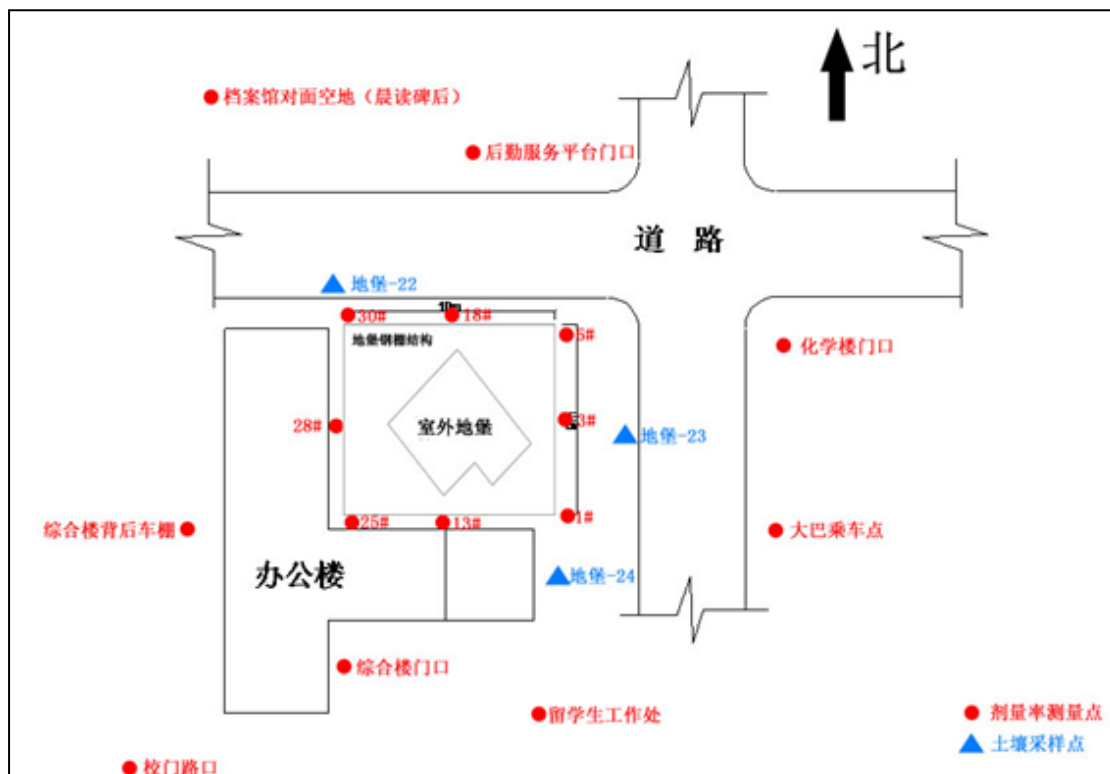 北
档案馆对面空地（晨读碑后）
后勤服务平台门口
道 路
地堡-22
30#
18#
地堡钢棚结构
6#
化学楼门口
28#
室外地堡
3#
地堡-23
25#
13#
1#
综合楼背后车棚
大巴乘车点
办公楼
地堡-24
综合楼门口
留学生工作处
剂量率测量点
土壤采样点
校门路口